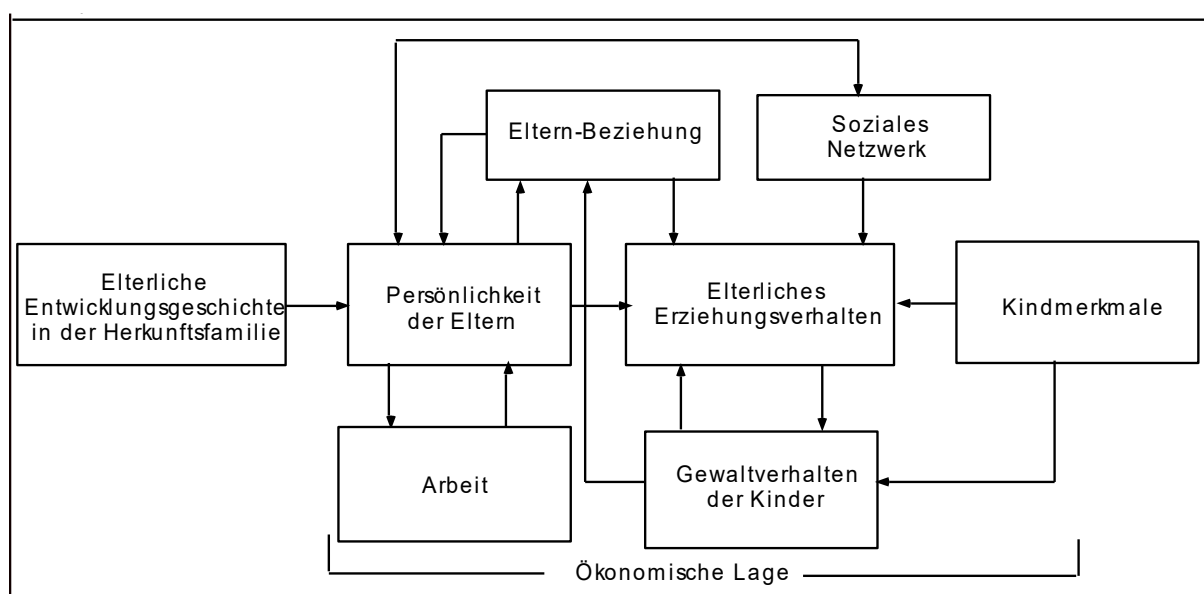 Eltern-Beziehung
Soziales
Netzwerk
Elterliche
Entwicklungsgeschichte
in der Herkunftsfamilie
Persönlichkeit
der Eltern
Elterliches
Erziehungsverhalten
Kindmerkmale
Arbeit
Gewaltverhalten
der Kinder
Ökonomische Lage